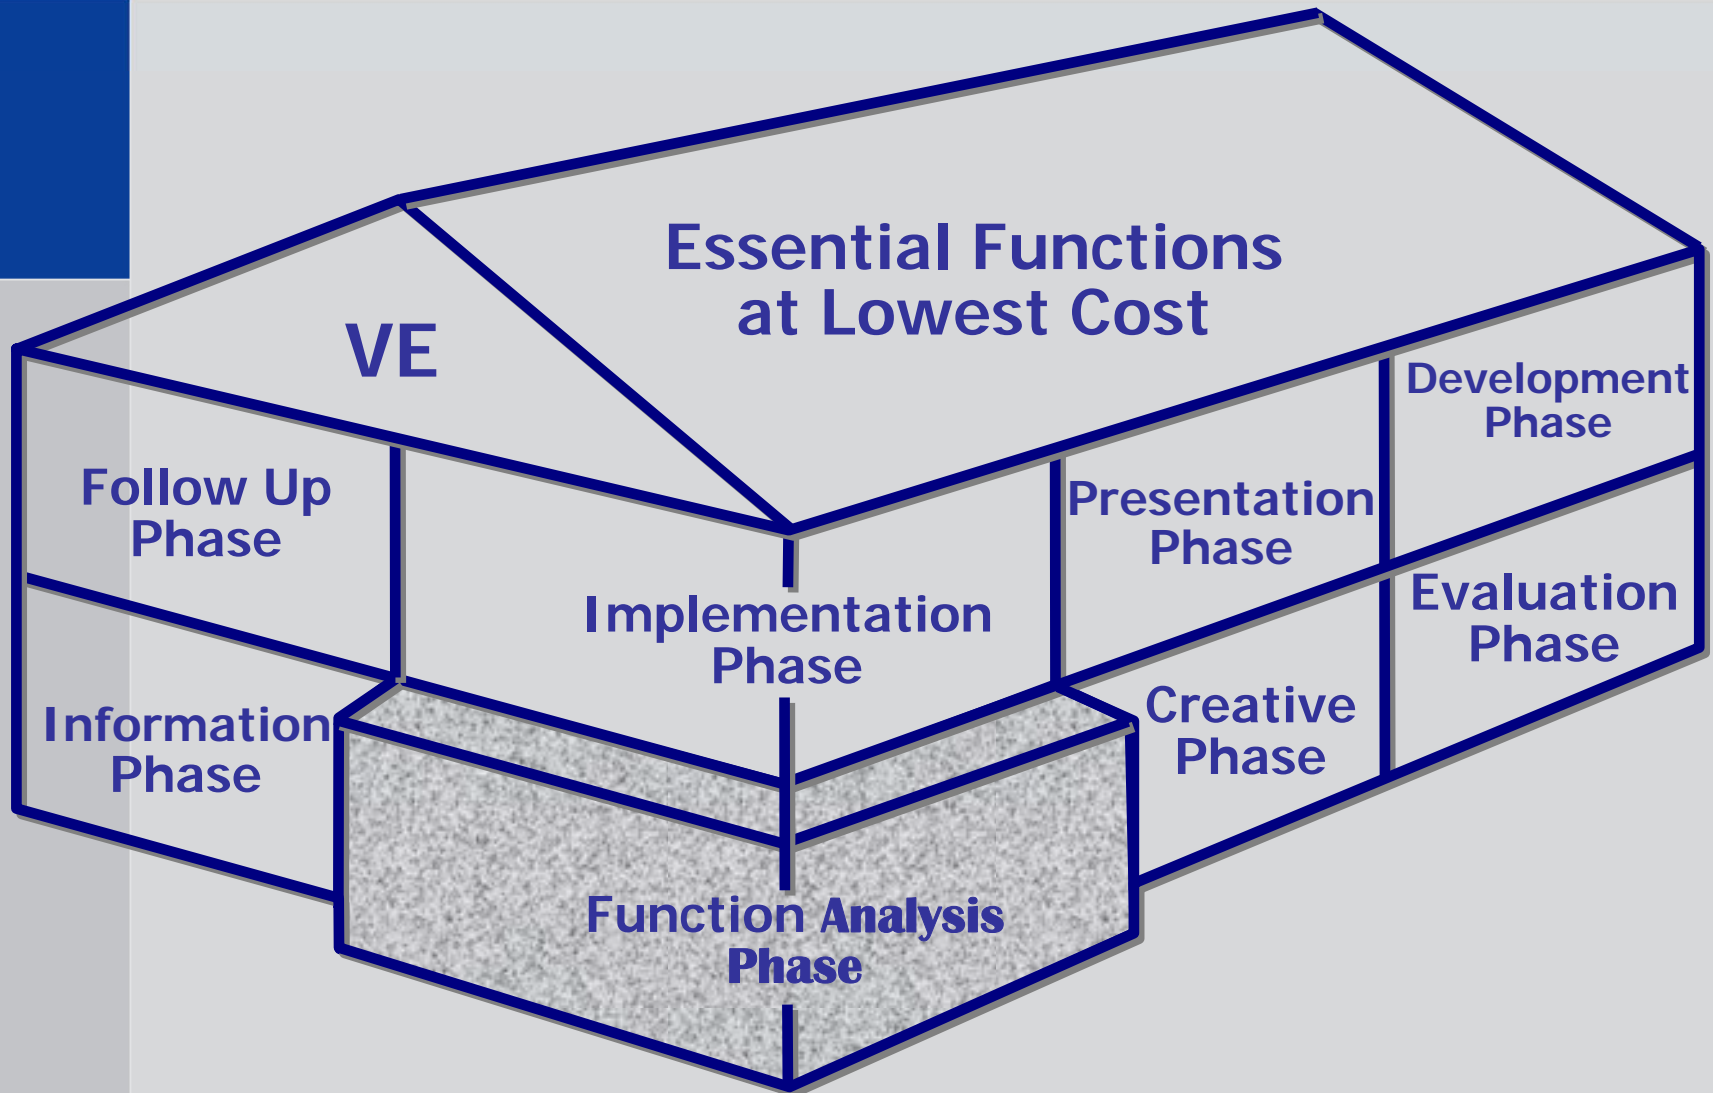 Essential Functions
at Lowest Cost
VE
Development
Phase
Follow Up
Phase
Presentation
Phase
Implementation
Phase
Evaluation
Phase
Information
Phase
Creative
Phase
Function Analysis
Phase